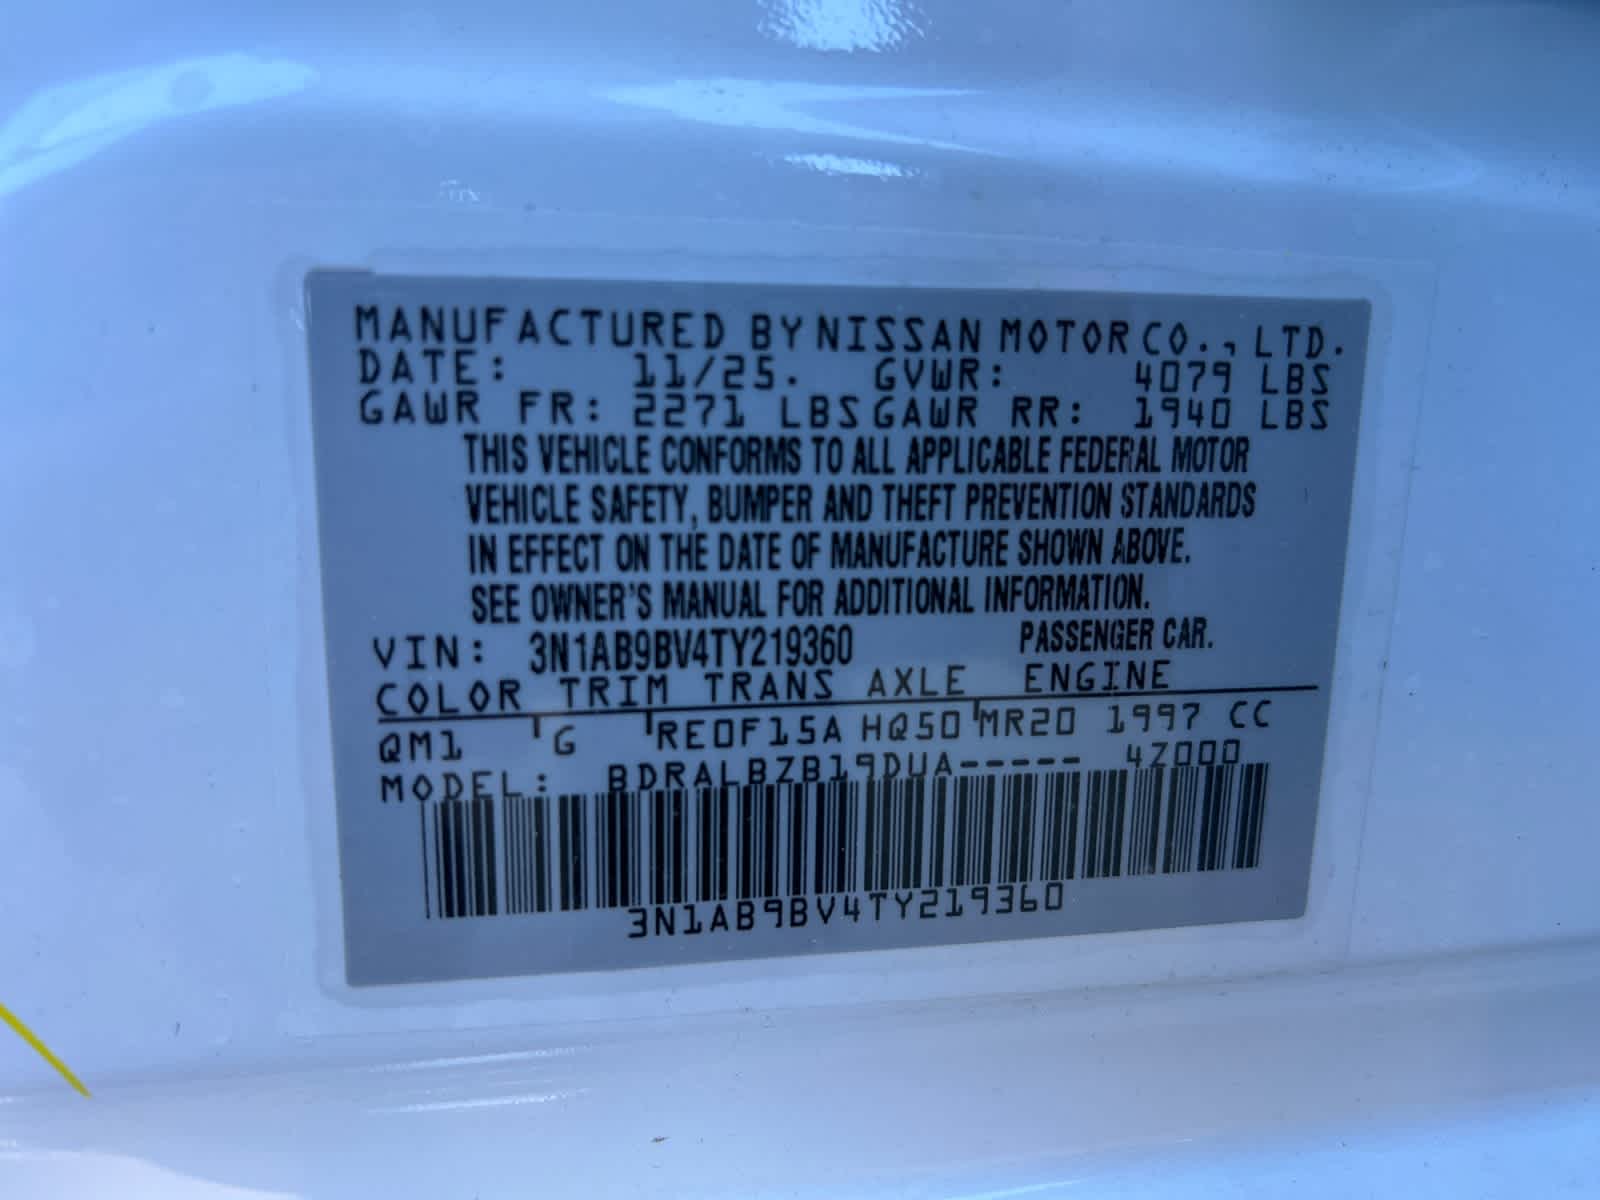 MANUFACTURED BY NISSAN MOTOR CO., LTD.
DATE: 11/25. GVWR: 4079 LBS
GAWR FR: 2271 LBS GAWR RR: 1940 LBS
THIS VEHICLE CONFORMS TO ALL APPLICABLE FEDERAL MOTOR
VEHICLE SAFETY, BUMPER AND THEFT PREVENTION STANDARDS
IN EFFECT ON THE DATE OF MANUFACTURE SHOWN ABOVE.
SEE OWNER'S MANUAL FOR ADDITIONAL INFORMATION.
VIN: 3N1AB9BV4TY219360 PASSENGER CAR.
COLOR TRIM TRANS AXLE ENGINE
QM1 G RE0F15A HQ50 MR20 1997 CC
MODEL: BDRALBZB19DUA----- 4Z000
3N1AB9BV4TY219360